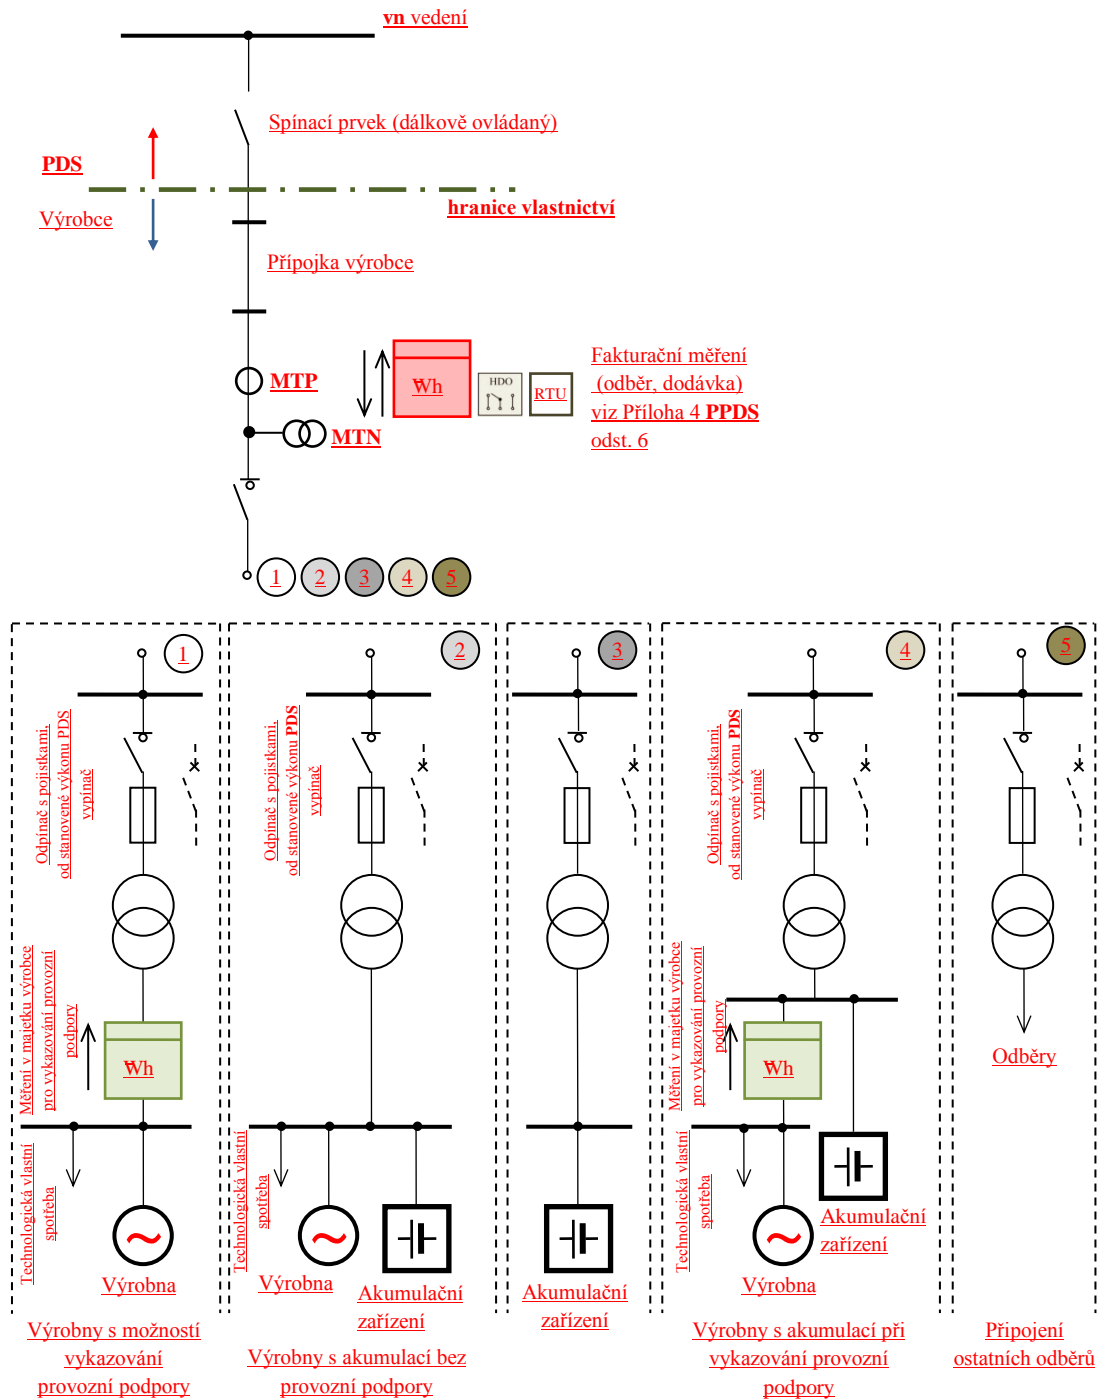 vn vedení
Spínací prvek (dálkově ovládaný)
PDS
hranice vlastnictví
Výrobce
Přípojka výrobce
MTP
Wh
HDO
RTU
Fakturační měření
(odběr, dodávka)
viz Příloha 4 PPDS
odst. 6
MTN
1 2 3 4 5
1
Odpínač s pojistkami,
od stanovené výkonu PDS
vypínač
Měření v majetku výrobce
pro vykazování provozní
podpory
Wh
Technologická vlastní
spotřeba
Výrobna
Výrobny s možností
vykazování
provozní podpory
2
Odpínač s pojistkami,
od stanovené výkonu PDS
vypínač
Technologická vlastní
spotřeba
Výrobna
Akumulační
zařízení
Výrobny s akumulací bez
provozní podpory
3
Akumulační
zařízení
4
Odpínač s pojistkami,
od stanovené výkonu PDS
vypínač
Měření v majetku výrobce
pro vykazování provozní
podpory
Wh
Technologická vlastní
spotřeba
Výrobna
Akumulační
zařízení
Výrobny s akumulací při
vykazování provozní
podpory
5
Odběry
Připojení
ostatních odběrů